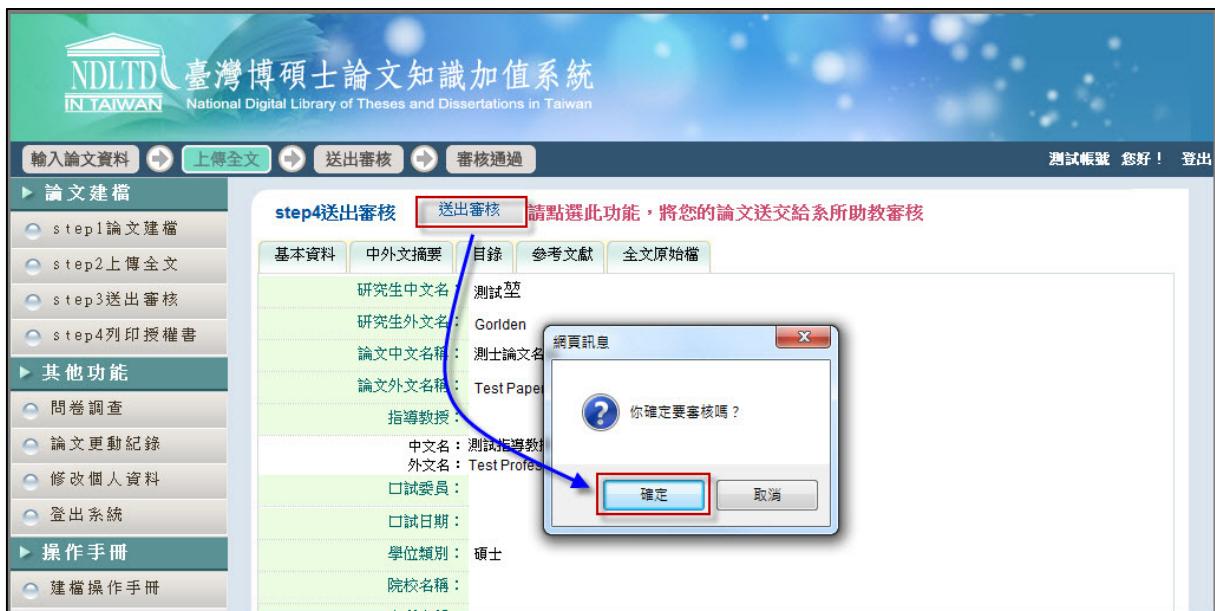 NDLTD 臺灣博碩士論文知識加值系統
IN TAIWAN National Digital Library of Theses and Dissertations in Taiwan
輸入論文資料 上傳全文 送出審核 審核通過 測試帳號 您好! 登出
論文建檔
step1論文建檔
step2上傳全文
step3送出審核
step4列印授權書
其他功能
問卷調查
論文更動紀錄
修改個人資料
登出系統
操作手冊
建檔操作手冊
step4送出審核 送出審核 請點選此功能,將您的論文送交給系所助教審核
基本資料 中外文摘要 目錄 參考文獻 全文原始檔
研究生中文名: 測試堃
研究生外文名: Gorlden
論文中文名稱: 測士論文名
論文外文名稱: Test Paper
指導教授:
中文名: 測試指導教授
外文名: Test Profes
口試委員:
口試日期:
學位類別: 碩士
院校名稱:
網頁訊息
你確定要審核嗎?
確定 取消